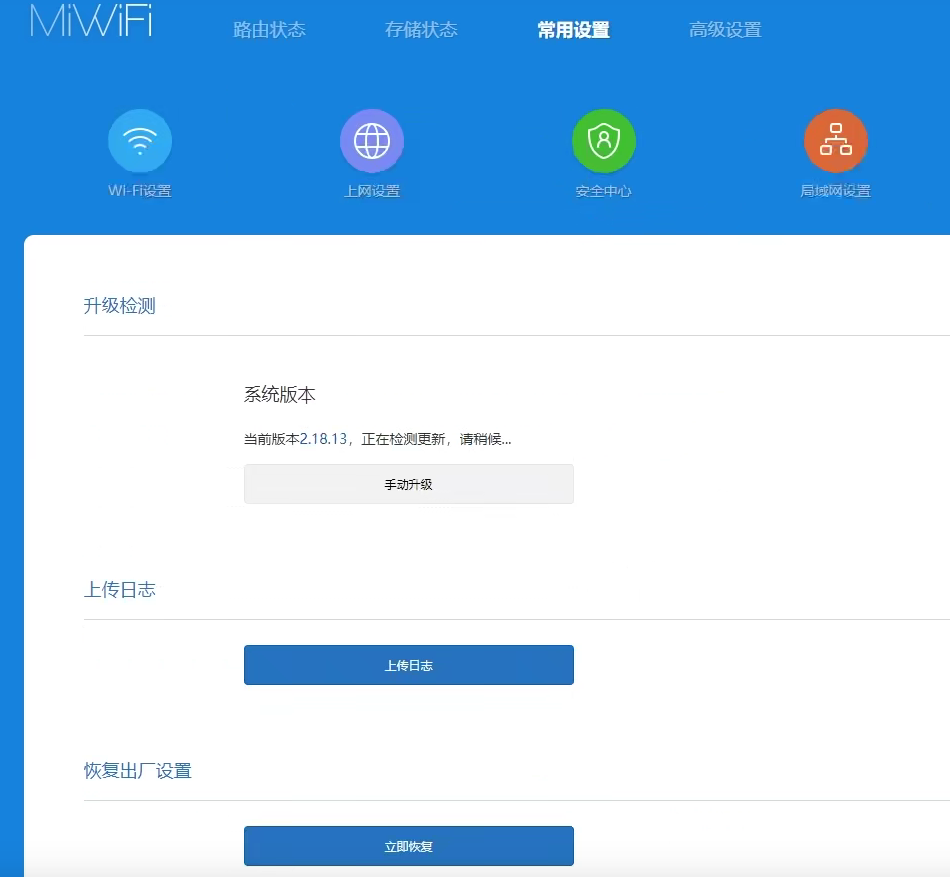 MiWiFi
路由状态 存储状态 常用设置 高级设置
Wi-Fi设置 上网设置 安全中心 局域网设置
升级检测
系统版本
当前版本2.18.13，正在检测更新，请稍候...
手动升级
上传日志
上传日志
恢复出厂设置
立即恢复